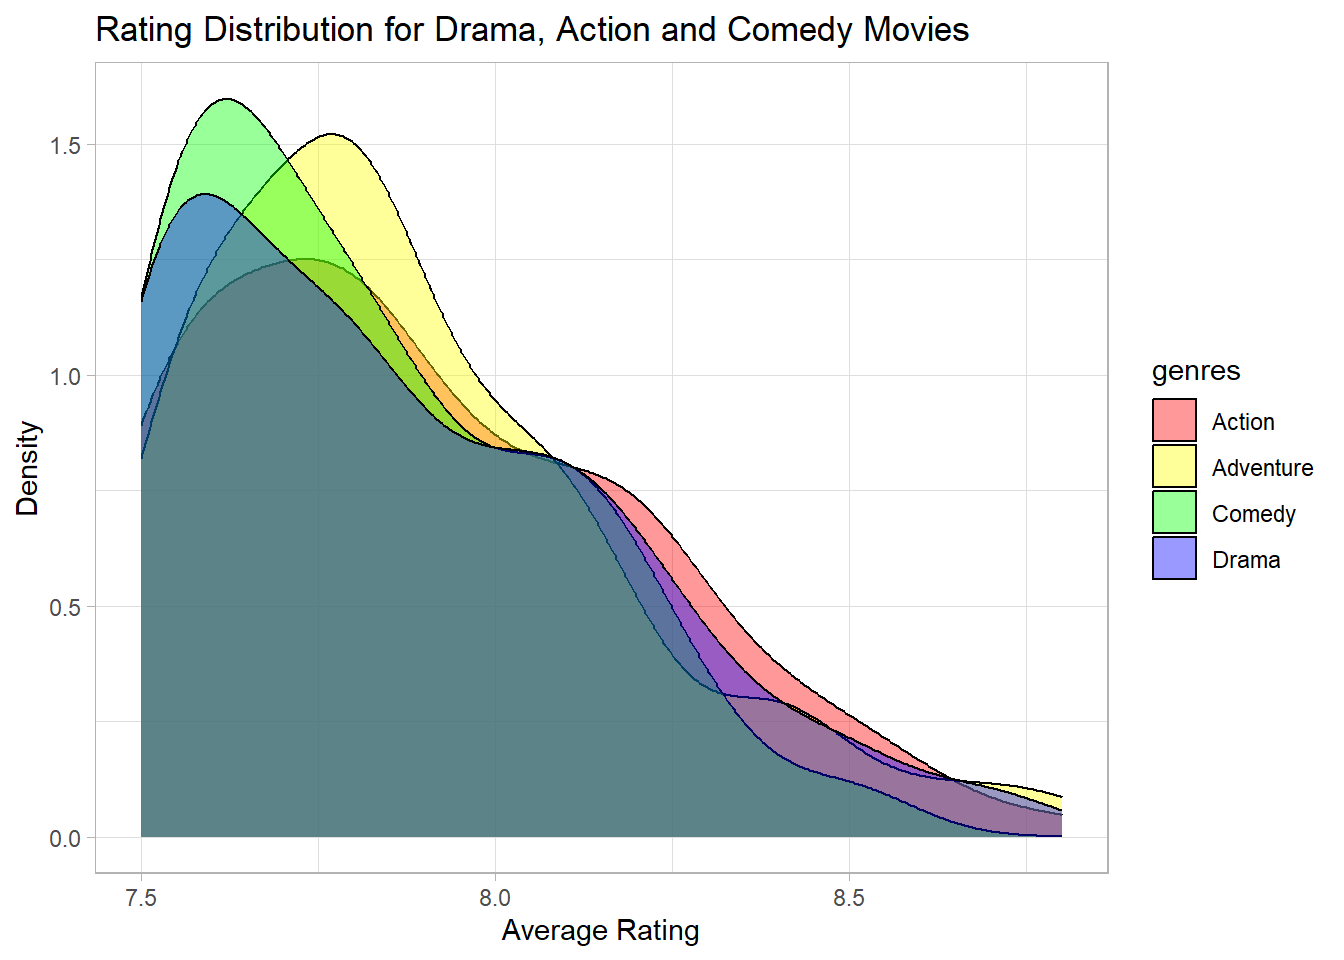 Rating Distribution for Drama, Action and Comedy Movies
1.5
1.0
0.5
0.0
Density
7.5 8.0 8.5
Average Rating
genres
Action
Adventure
Comedy
Drama